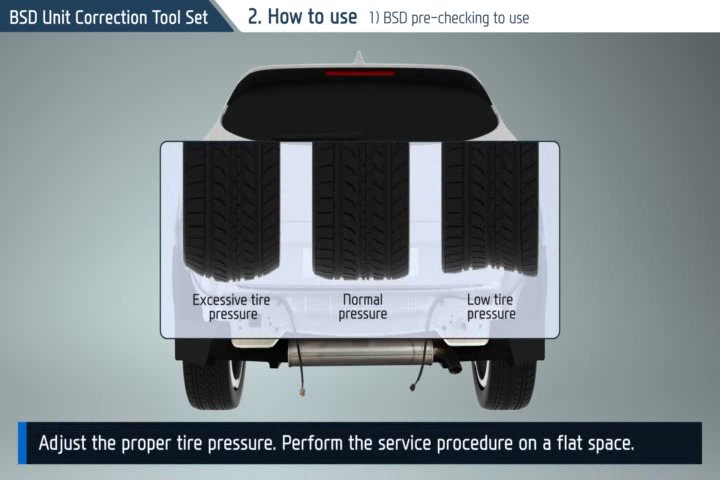 BSD Unit Correction Tool Set
2. How to use 1) BSD pre-checking to use
Excessive tire
pressure
Normal
pressure
Low tire
pressure
Adjust the proper tire pressure. Perform the service procedure on a flat space.